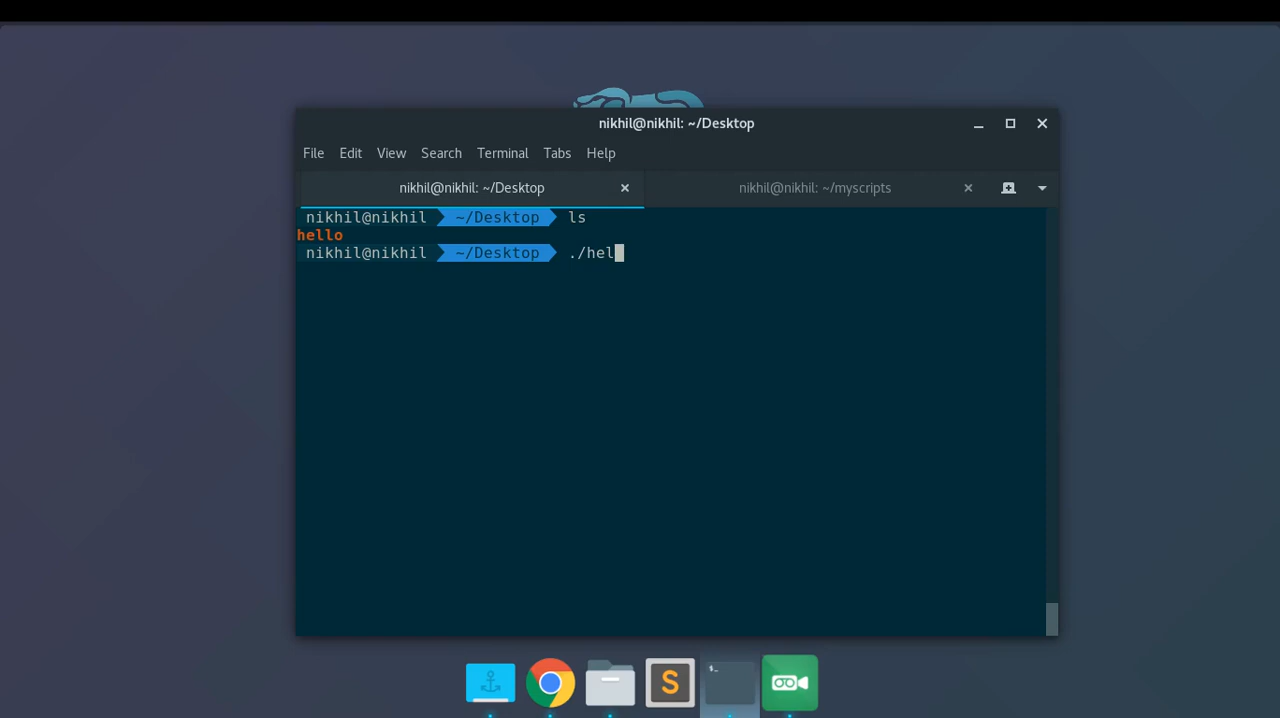 nikhil@nikhil: ~/Desktop
File Edit View Search Terminal Tabs Help
nikhil@nikhil: ~/Desktop nikhil@nikhil: ~/myscripts
nikhil@nikhil ~/Desktop ls
hello
nikhil@nikhil ~/Desktop ./hel
S
$_